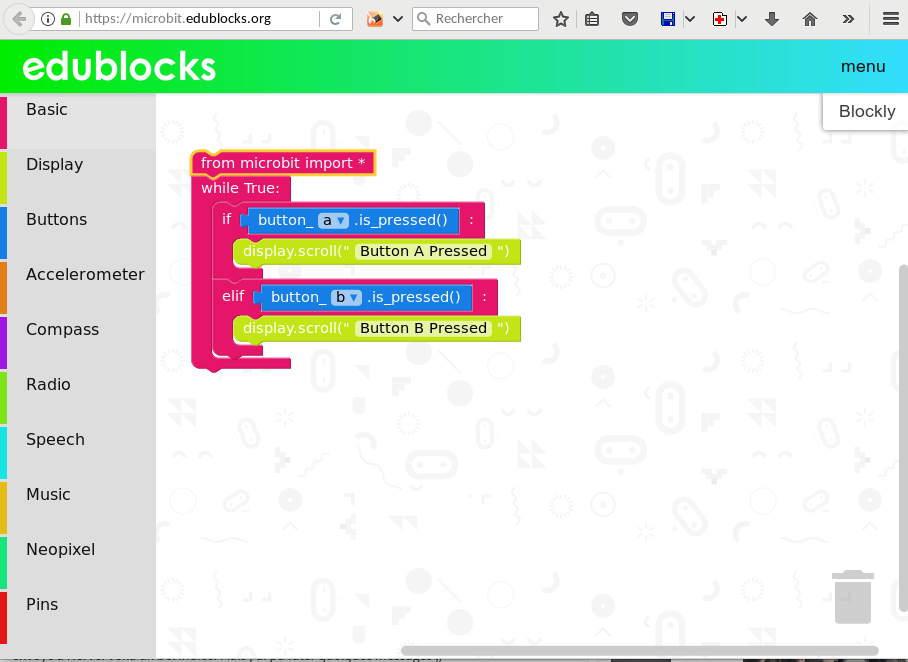 https://microbit.edublocks.org
Rechercher
edublocks
menu
Blockly
Basic
Display
Buttons
Accelerometer
Compass
Radio
Speech
Music
Neopixel
Pins
from microbit import *
while True:
if button_ a .is_pressed() :
display.scroll(" Button A Pressed ")
elif button_ b .is_pressed() :
display.scroll(" Button B Pressed ")